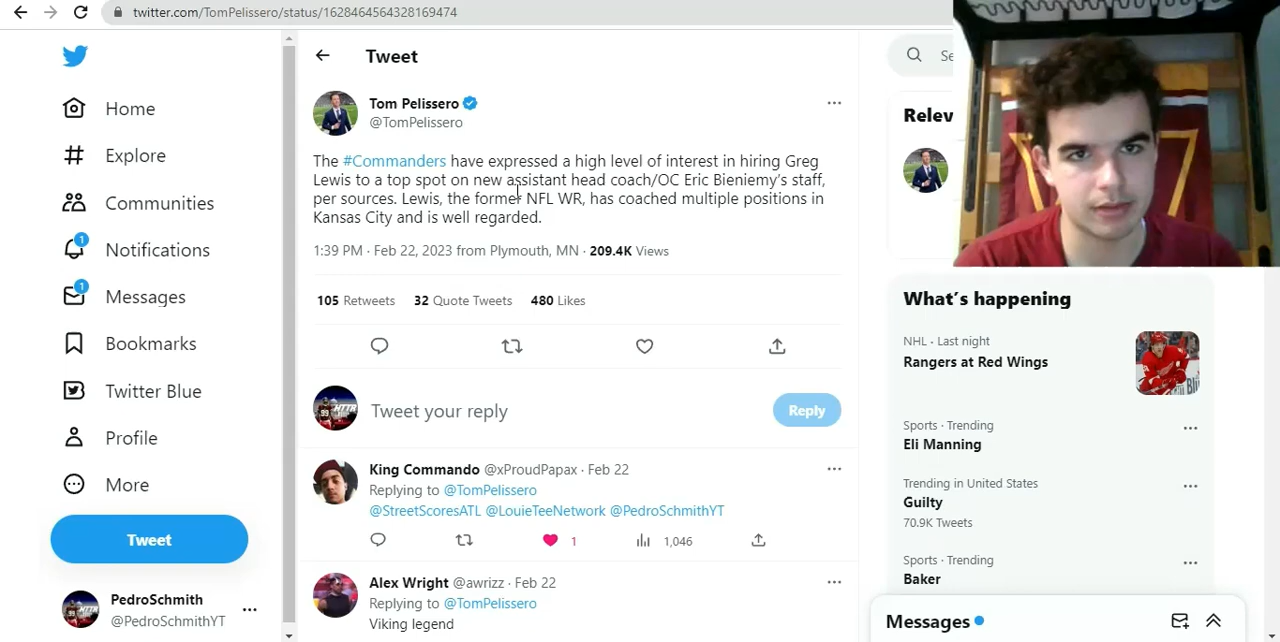 twitter.com/TomPelissero/status/1628464564328169474
Tweet
Se
Home
Explore
Communities
1
Notifications
1
Messages
Bookmarks
Twitter Blue
Profile
More
Tweet
PedroSchmith
@PedroSchmithYT
Tom Pelissero
@TomPelissero
The #Commanders have expressed a high level of interest in hiring Greg
Lewis to a top spot on new assistant head coach/OC Eric Bieniemy's staff,
per sources. Lewis, the former NFL WR, has coached multiple positions in
Kansas City and is well regarded.
1:39 PM · Feb 22, 2023 from Plymouth, MN · 209.4K Views
105 Retweets 32 Quote Tweets 480 Likes
Tweet your reply
Reply
King Commando @xProudPapax · Feb 22
Replying to @TomPelissero
@StreetScoresATL @LouieTeeNetwork @PedroSchmithYT
1 1,046
Alex Wright @awrizz · Feb 22
Replying to @TomPelissero
Viking legend
Relev
What's happening
NHL · Last night
Rangers at Red Wings
Sports · Trending
Eli Manning
Trending in United States
Guilty
70.9K Tweets
Sports · Trending
Baker
Messages